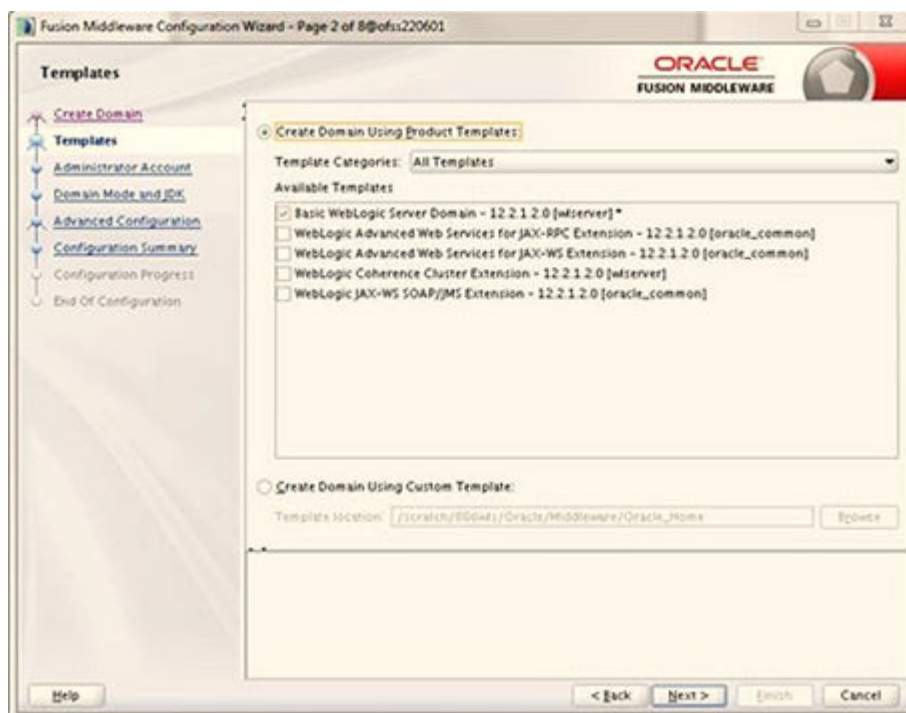 Fusion Middleware Configuration Wizard - Page 2 of 8@ofss220601
Templates
ORACLE
FUSION MIDDLEWARE
Create Domain
Templates
Administrator Account
Domain Mode and JDK
Advanced Configuration
Configuration Summary
Configuration Progress
End Of Configuration
Create Domain Using Product Templates:
Template Categories: All Templates
Available Templates
Basic WebLogic Server Domain - 12.2.1.2.0 [wlserver] *
WebLogic Advanced Web Services for JAX-RPC Extension - 12.2.1.2.0 [oracle_common]
WebLogic Advanced Web Services for JAX-WS Extension - 12.2.1.2.0 [oracle_common]
WebLogic Coherence Cluster Extension - 12.2.1.2.0 [wlserver]
WebLogic JAX-WS SOAP/JMS Extension - 12.2.1.2.0 [oracle_common]
Create Domain Using Custom Template:
Template location:
Browse
Help
< Back
Next >
Finish
Cancel